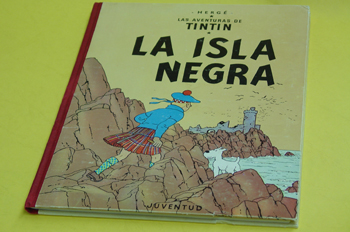 HERGÉ
LAS AVENTURAS DE
TINTIN
LA ISLA
NEGRA
JUVENTUD